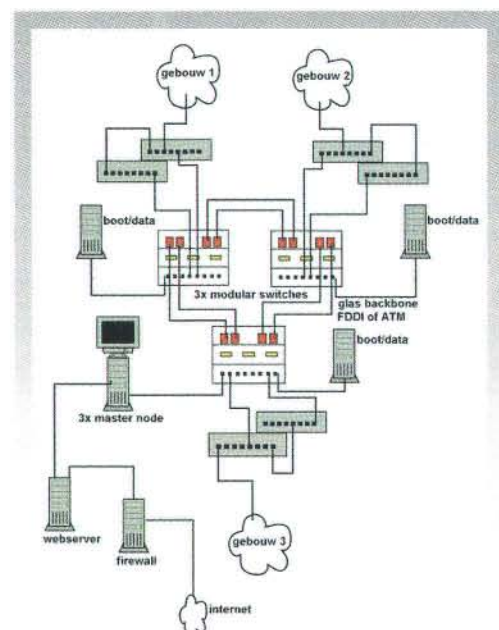 gebouw 1
gebouw 2
boot/data
boot/data
3x modular switches
glas backbone
FDDI of ATM
boot/data
3x master node
webserver
firewall
gebouw 3
internet